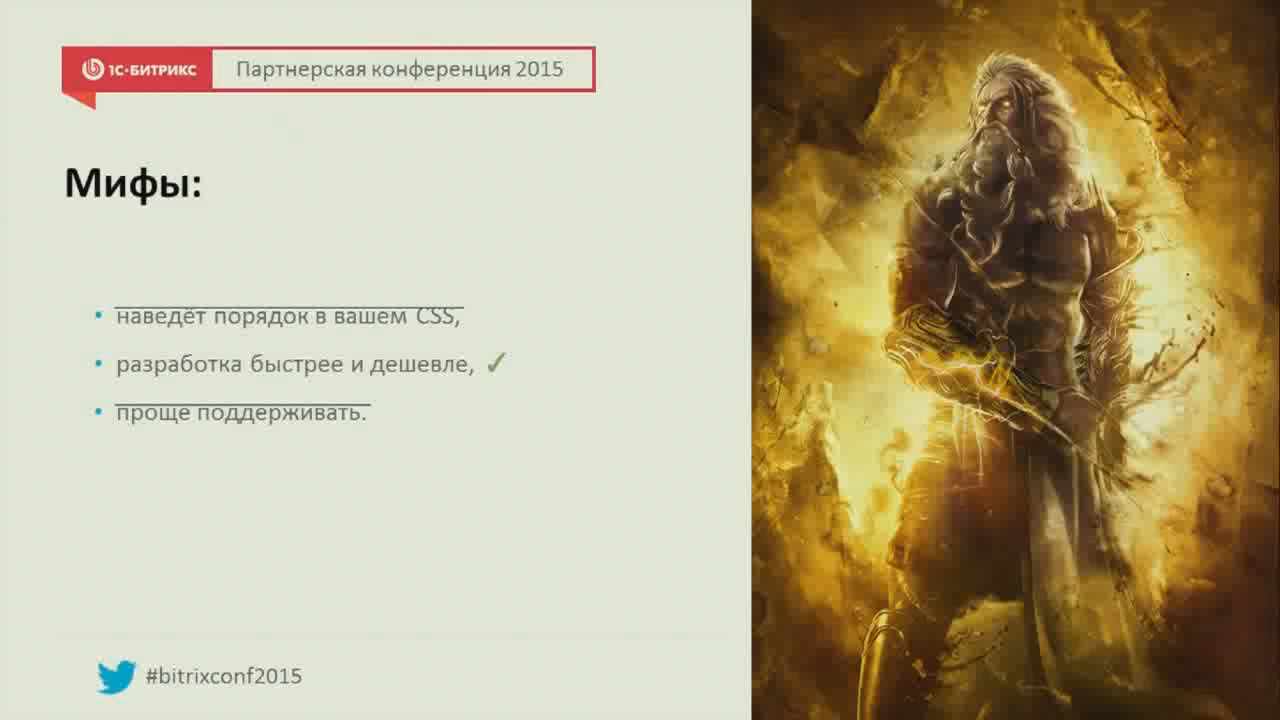 1С-БИТРИКС Партнерская конференция 2015
Мифы:
• наведёт порядок в вашем CSS,
• разработка быстрее и дешевле, ✓
• проще поддерживать.
#bitrixconf2015